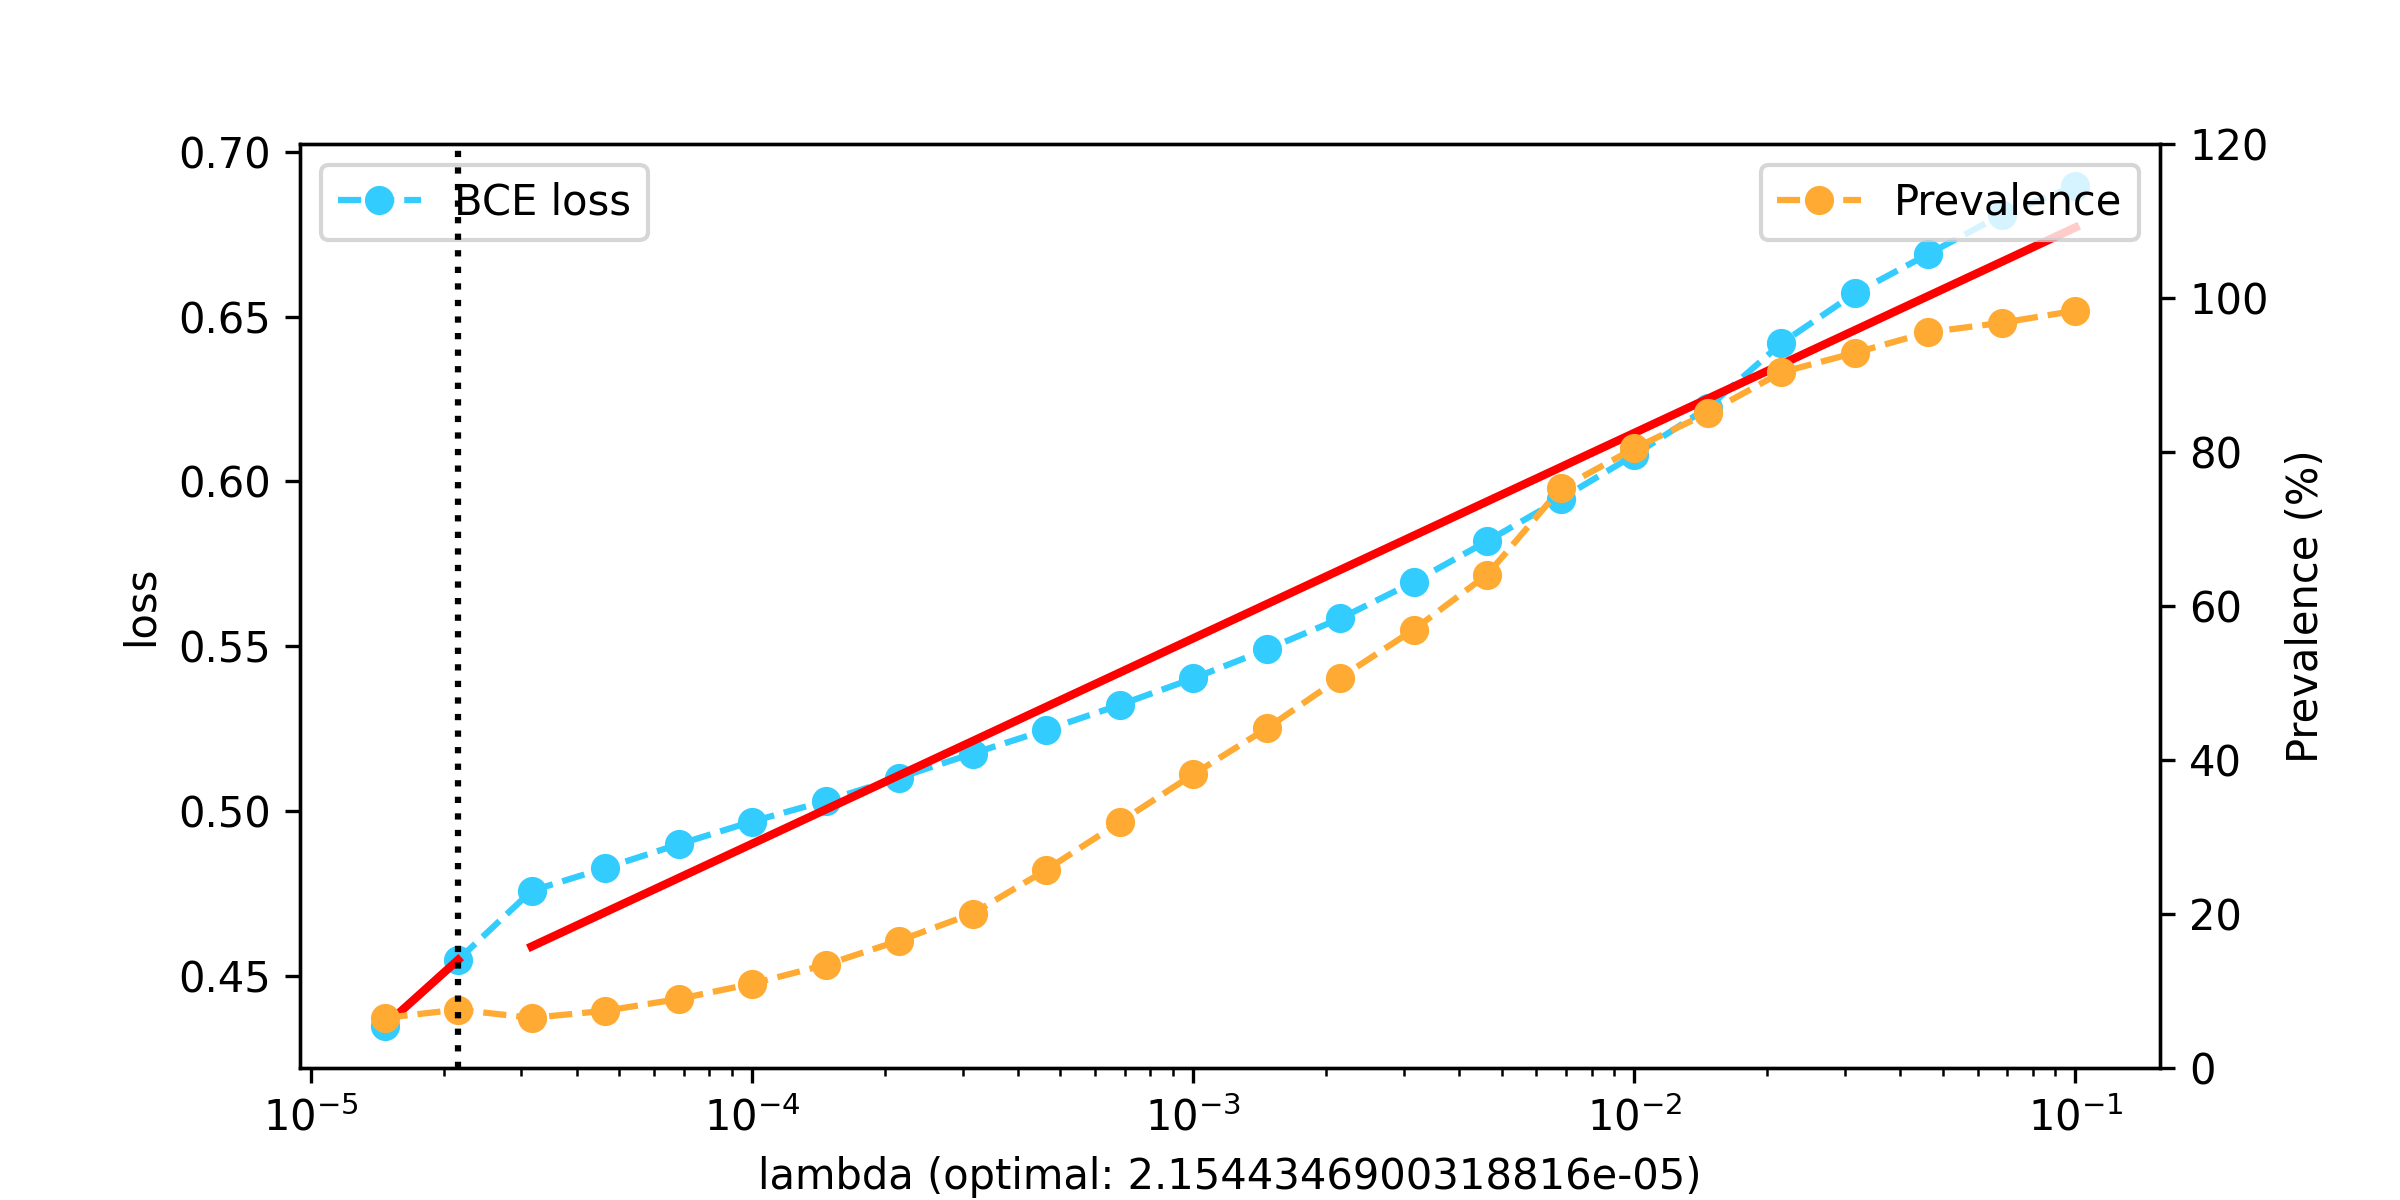 BCE loss
Prevalence
0.70
0.65
0.60
0.55
0.50
0.45
loss
120
100
80
60
40
20
0
Prevalence (%)
10⁻⁵ 10⁻⁴ 10⁻³ 10⁻² 10⁻¹
lambda (optimal: 2.1544346900318816e-05)